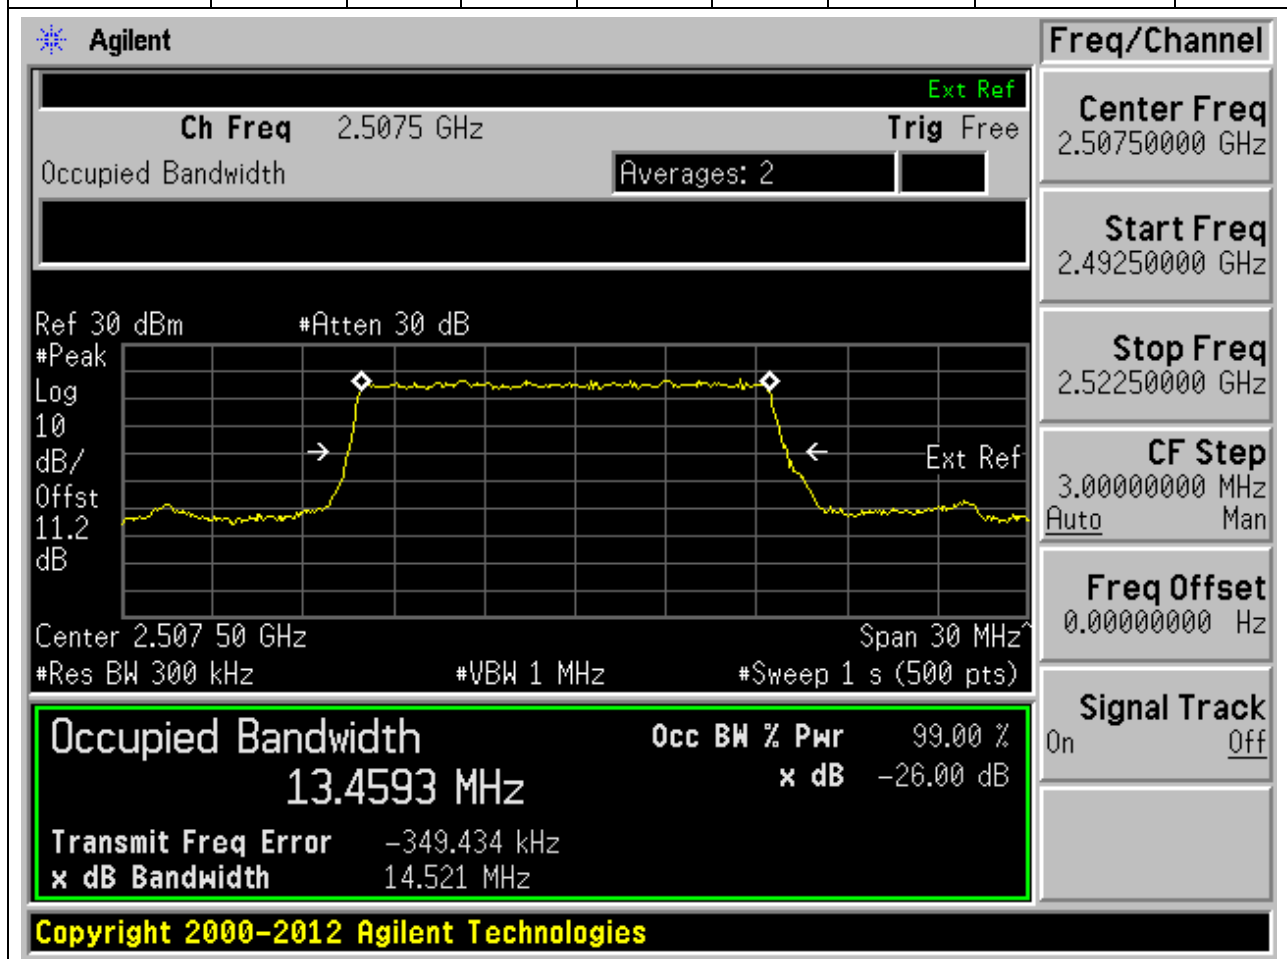 Agilent
Freq/Channel
Ext Ref
Ch Freq 2.5075 GHz Trig Free
Occupied Bandwidth Averages: 2
Center Freq
2.50750000 GHz
Start Freq
2.49250000 GHz
Stop Freq
2.52250000 GHz
CF Step
3.00000000 MHz
Auto Man
Freq Offset
0.00000000 Hz
Signal Track
On Off
Ref 30 dBm #Atten 30 dB
#Peak
Log
10
dB/
Offst
11.2
dB
Ext Ref
Center 2.507 50 GHz Span 30 MHz^
#Res BW 300 kHz #VBW 1 MHz #Sweep 1 s (500 pts)
Occupied Bandwidth
13.4593 MHz
Occ BW % Pwr 99.00 %
x dB -26.00 dB
Transmit Freq Error -349.434 kHz
x dB Bandwidth 14.521 MHz
Copyright 2000-2012 Agilent Technologies